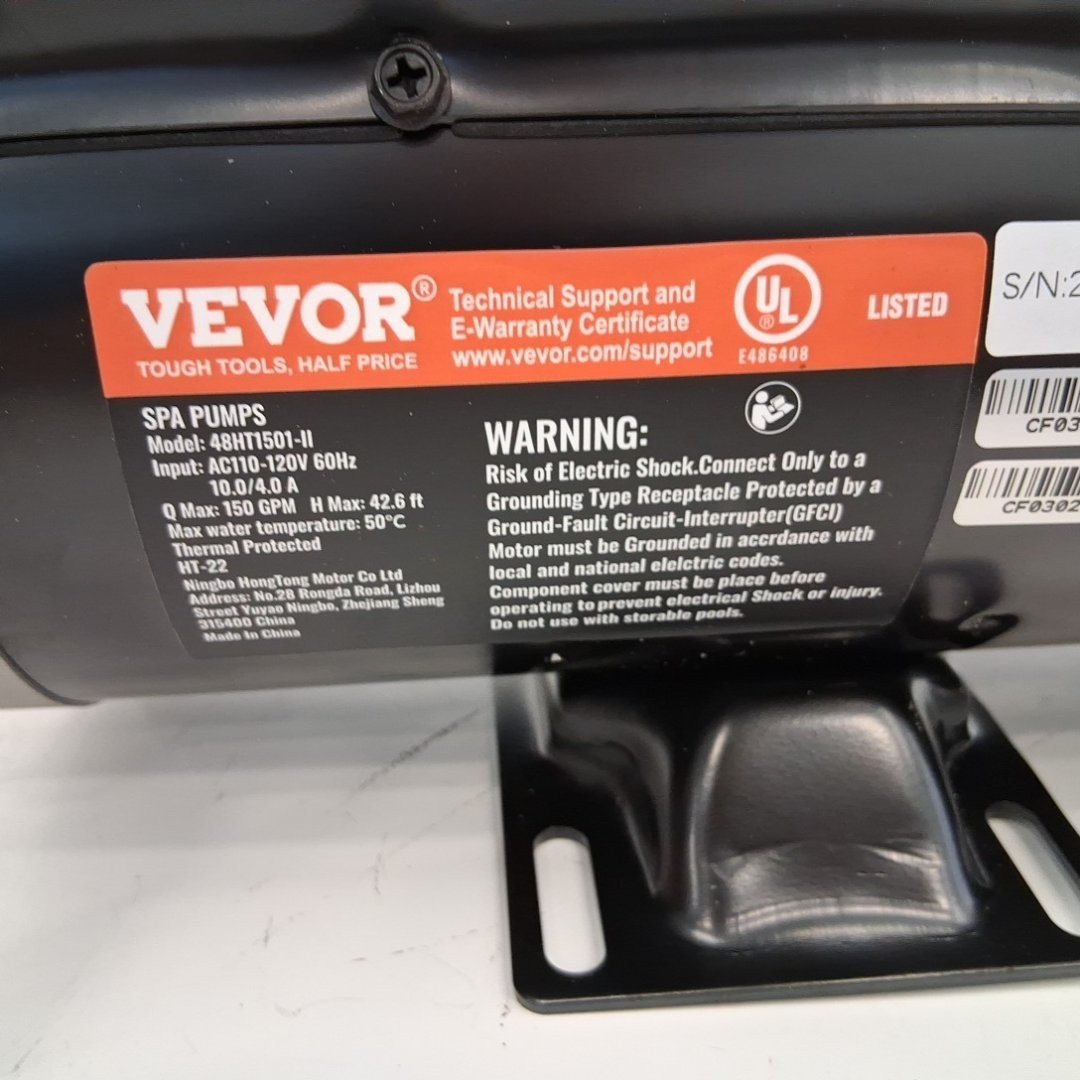 VEVOR®
TOUGH TOOLS, HALF PRICE
Technical Support and
E-Warranty Certificate
www.vevor.com/support
UL
®
E486408
LISTED
SPA PUMPS
Model: 48HT1501-II
Input: AC110-120V 60Hz
10.0/4.0 A
Q Max: 150 GPM H Max: 42.6 ft
Max water temperature: 50°C
Thermal Protected
HT-22
Ningbo HongTong Motor Co Ltd
Address: No.28 Rongda Road, Lizhou
Street Yuyao Ningbo, Zhejiang Sheng
315400 China
Made In China
WARNING:
Risk of Electric Shock.Connect Only to a
Grounding Type Receptacle Protected by a
Ground-Fault Circuit-Interrupter(GFCI)
Motor must be Grounded in accrdance with
local and national elelctric codes.
Component cover must be place before
operating to prevent electrical Shock or injury.
Do not use with storable pools.
S/N:2
CF03
CF0302